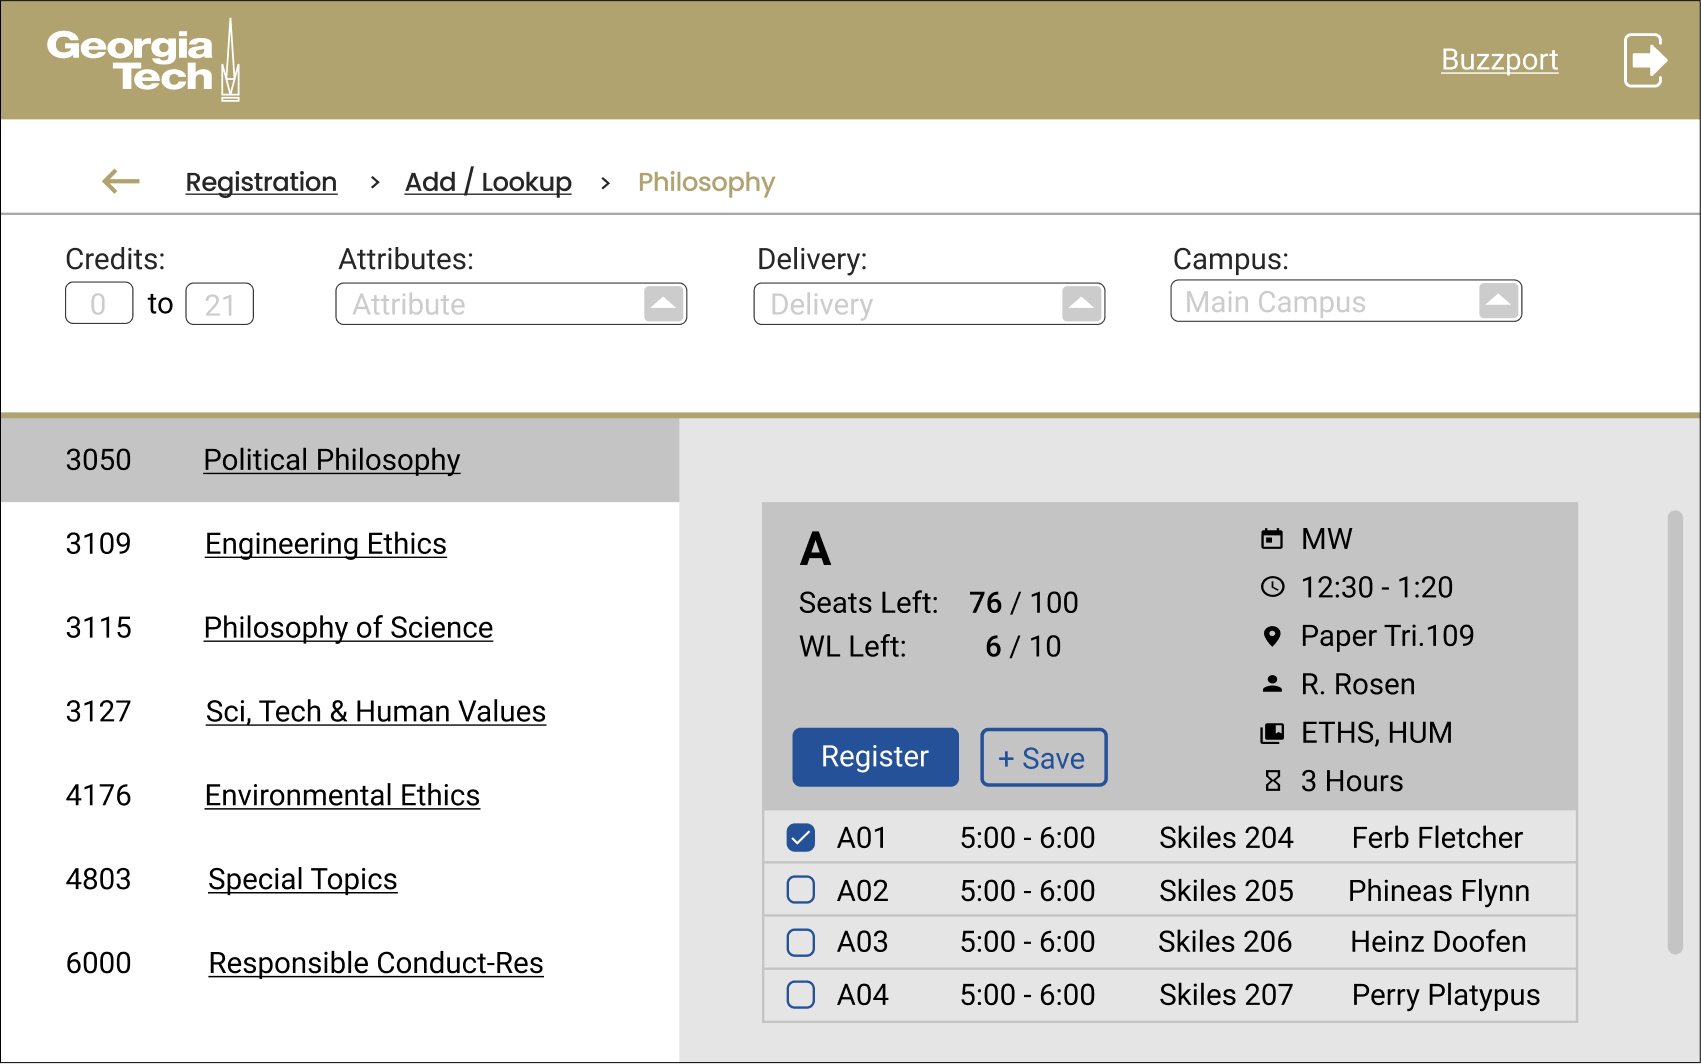 Georgia
Tech
Buzzport
Registration > Add / Lookup > Philosophy
Credits:
0 to 21
Attributes:
Attribute
Delivery:
Delivery
Campus:
Main Campus
3050 Political Philosophy
3109 Engineering Ethics
3115 Philosophy of Science
3127 Sci, Tech & Human Values
4176 Environmental Ethics
4803 Special Topics
6000 Responsible Conduct-Res
A
Seats Left: 76 / 100
WL Left: 6 / 10
Register + Save
MW
12:30 - 1:20
Paper Tri.109
R. Rosen
ETHS, HUM
3 Hours
A01 5:00 - 6:00 Skiles 204 Ferb Fletcher
A02 5:00 - 6:00 Skiles 205 Phineas Flynn
A03 5:00 - 6:00 Skiles 206 Heinz Doofen
A04 5:00 - 6:00 Skiles 207 Perry Platypus